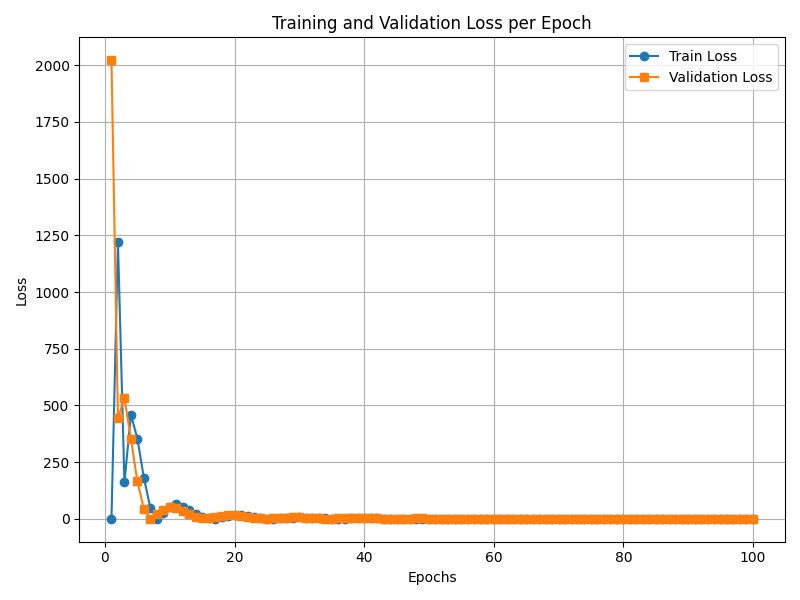 Training and Validation Loss per Epoch
Train Loss
Validation Loss
2000
1750
1500
1250
1000
750
500
250
0
Loss
0 20 40 60 80 100
Epochs